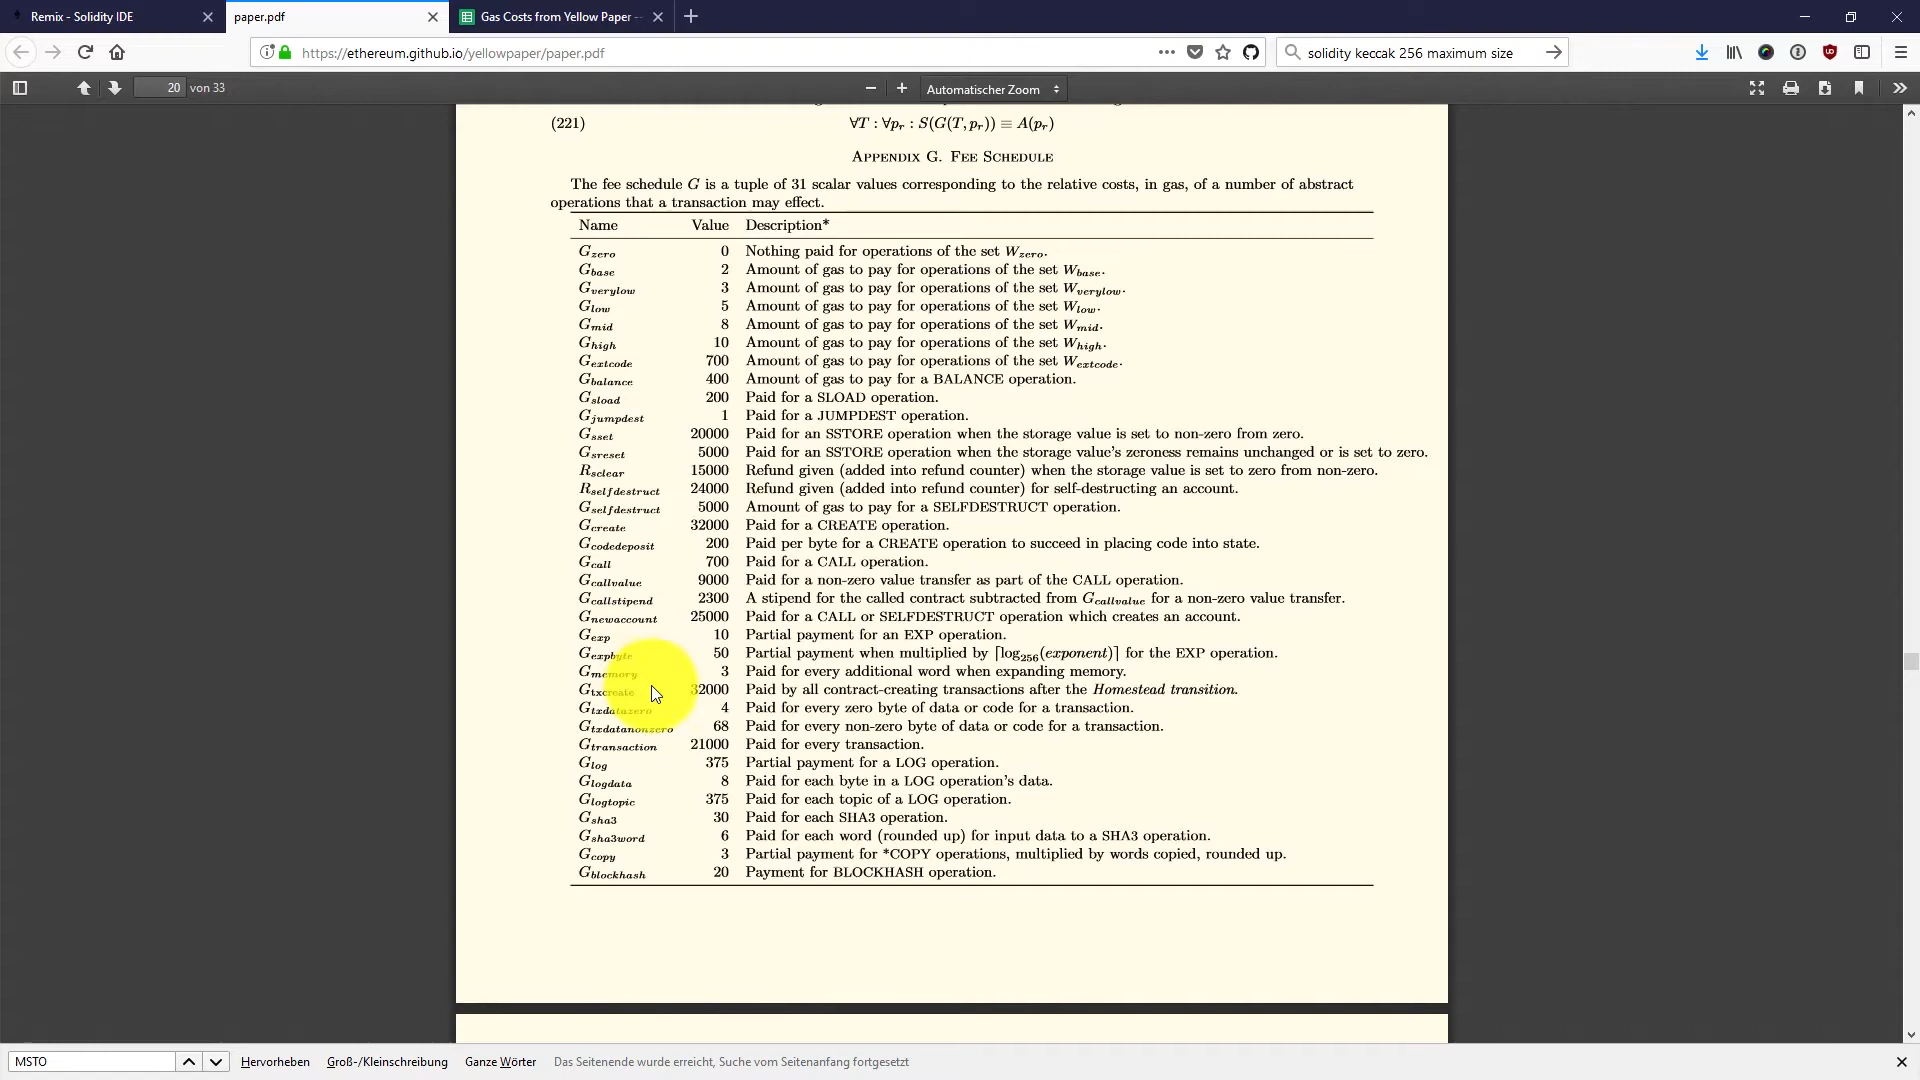 Remix - Solidity IDE
paper.pdf
Gas Costs from Yellow Paper -
https://ethereum.github.io/yellowpaper/paper.pdf
solidity keccak 256 maximum size
20 von 33
Automatischer Zoom
(221) ∀T : ∀pr : S(G(T, pr)) ≡ A(pr)
Appendix G. Fee Schedule
The fee schedule G is a tuple of 31 scalar values corresponding to the relative costs, in gas, of a number of abstract
operations that a transaction may effect.
Name Value Description*
Gzero 0 Nothing paid for operations of the set Wzero.
Gbase 2 Amount of gas to pay for operations of the set Wbase.
Gverylow 3 Amount of gas to pay for operations of the set Wverylow.
Glow 5 Amount of gas to pay for operations of the set Wlow.
Gmid 8 Amount of gas to pay for operations of the set Wmid.
Ghigh 10 Amount of gas to pay for operations of the set Whigh.
Gextcode 700 Amount of gas to pay for operations of the set Wextcode.
Gbalance 400 Amount of gas to pay for a BALANCE operation.
Gsload 200 Paid for a SLOAD operation.
Gjumpdest 1 Paid for a JUMPDEST operation.
Gsset 20000 Paid for an SSTORE operation when the storage value is set to non-zero from zero.
Gsreset 5000 Paid for an SSTORE operation when the storage value's zeroness remains unchanged or is set to zero.
Rsclear 15000 Refund given (added into refund counter) when the storage value is set to zero from non-zero.
Rselfdestruct 24000 Refund given (added into refund counter) for self-destructing an account.
Gselfdestruct 5000 Amount of gas to pay for a SELFDESTRUCT operation.
Gcreate 32000 Paid for a CREATE operation.
Gcodedeposit 200 Paid per byte for a CREATE operation to succeed in placing code into state.
Gcall 700 Paid for a CALL operation.
Gcallvalue 9000 Paid for a non-zero value transfer as part of the CALL operation.
Gcallstipend 2300 A stipend for the called contract subtracted from Gcallvalue for a non-zero value transfer.
Gnewaccount 25000 Paid for a CALL or SELFDESTRUCT operation which creates an account.
Gexp 10 Partial payment for an EXP operation.
Gexpbyte 50 Partial payment when multiplied by ⌈log256(exponent)⌉ for the EXP operation.
Gmemory 3 Paid for every additional word when expanding memory.
Gtxcreate 32000 Paid by all contract-creating transactions after the Homestead transition.
Gtxdatazero 4 Paid for every zero byte of data or code for a transaction.
Gtxdatanonzero 68 Paid for every non-zero byte of data or code for a transaction.
Gtransaction 21000 Paid for every transaction.
Glog 375 Partial payment for a LOG operation.
Glogdata 8 Paid for each byte in a LOG operation's data.
Glogtopic 375 Paid for each topic of a LOG operation.
Gsha3 30 Paid for each SHA3 operation.
Gsha3word 6 Paid for each word (rounded up) for input data to a SHA3 operation.
Gcopy 3 Partial payment for *COPY operations, multiplied by words copied, rounded up.
Gblockhash 20 Payment for BLOCKHASH operation.
MSTO Hervorheben Groß-/Kleinschreibung Ganze Wörter Das Seitenende wurde erreicht, Suche vom Seitenanfang fortgesetzt